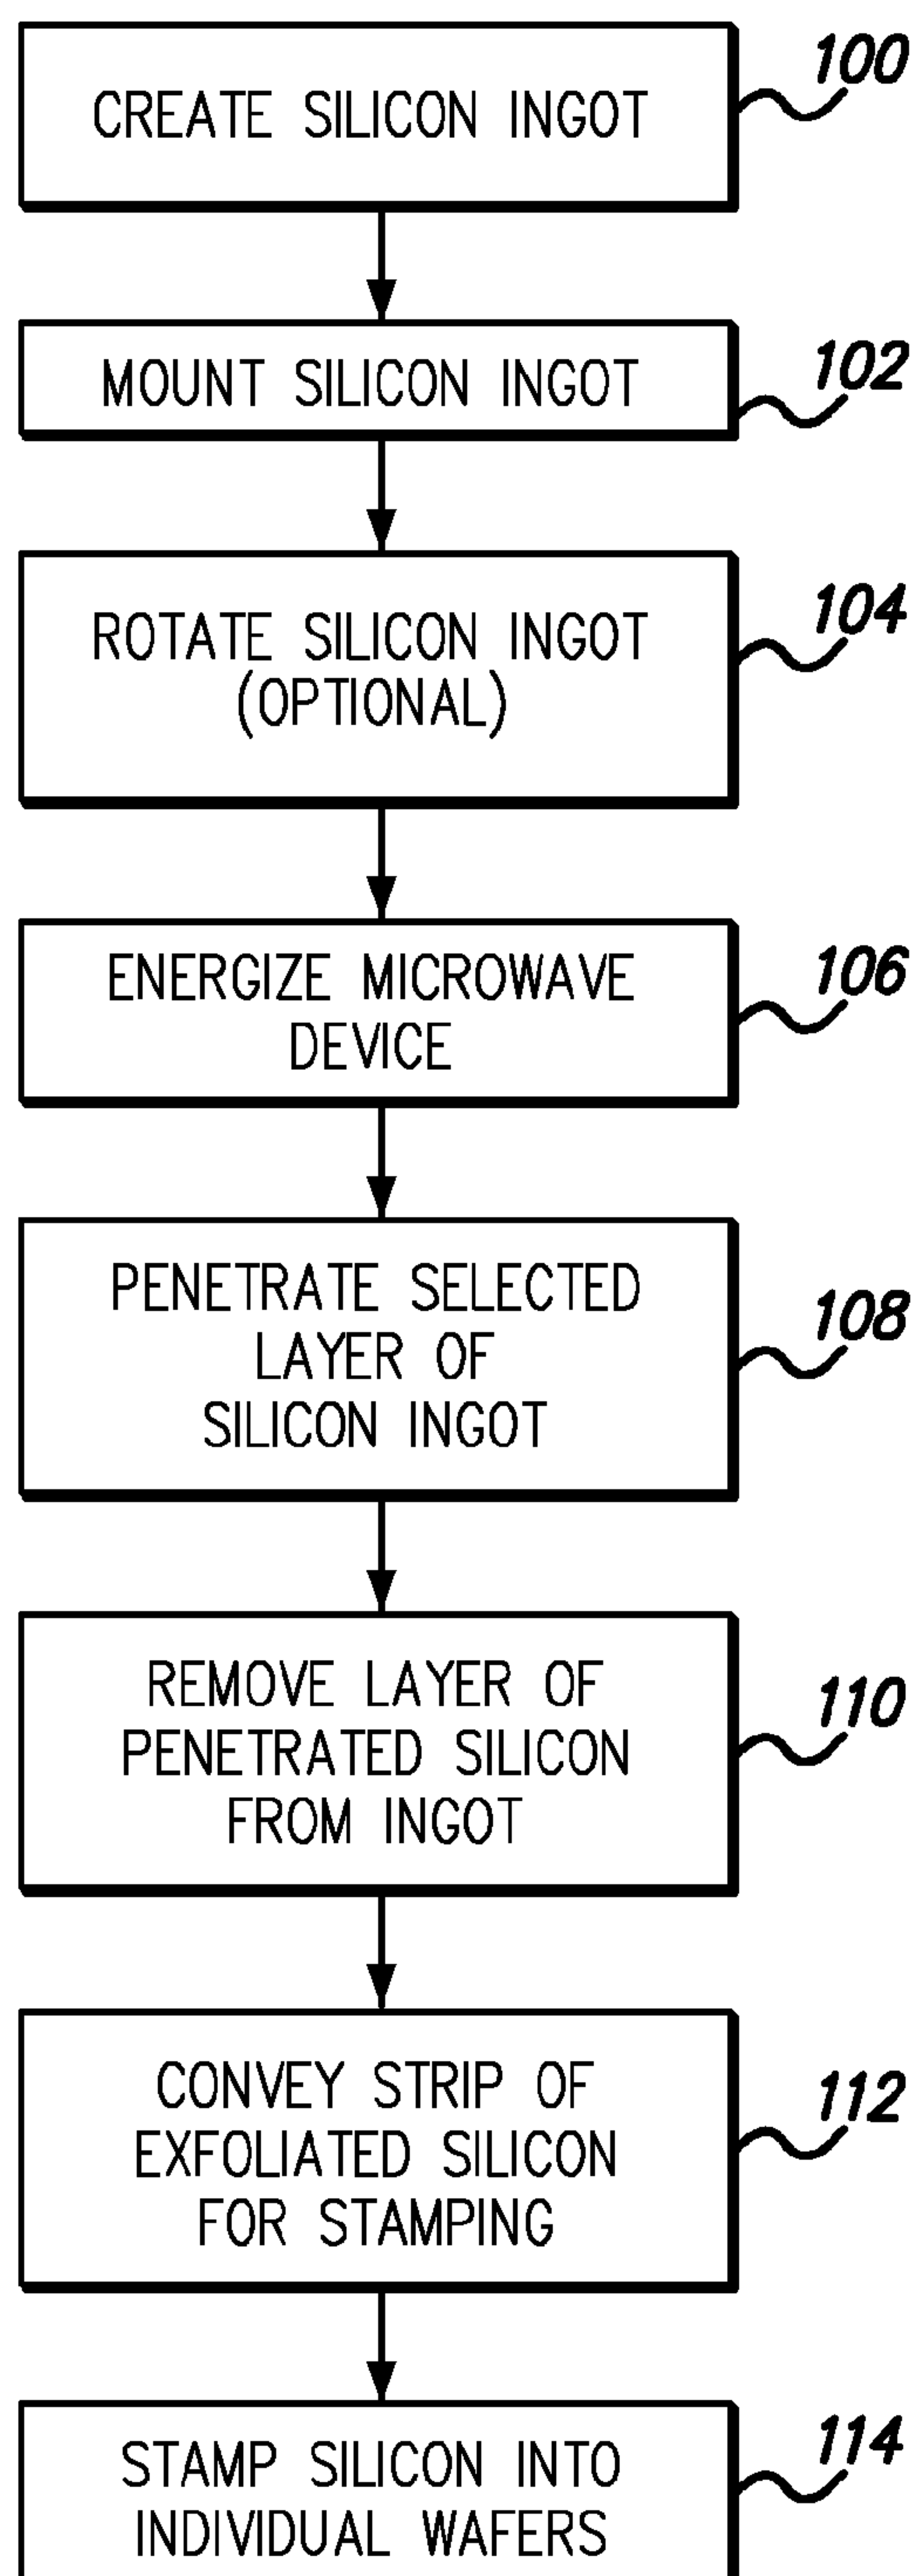 CREATE SILICON INGOT
100
MOUNT SILICON INGOT
102
ROTATE SILICON INGOT
(OPTIONAL)
104
ENERGIZE MICROWAVE
DEVICE
106
PENETRATE SELECTED
LAYER OF
SILICON INGOT
108
REMOVE LAYER OF
PENETRATED SILICON
FROM INGOT
110
CONVEY STRIP OF
EXFOLIATED SILICON
FOR STAMPING
112
STAMP SILICON INTO
INDIVIDUAL WAFERS
114